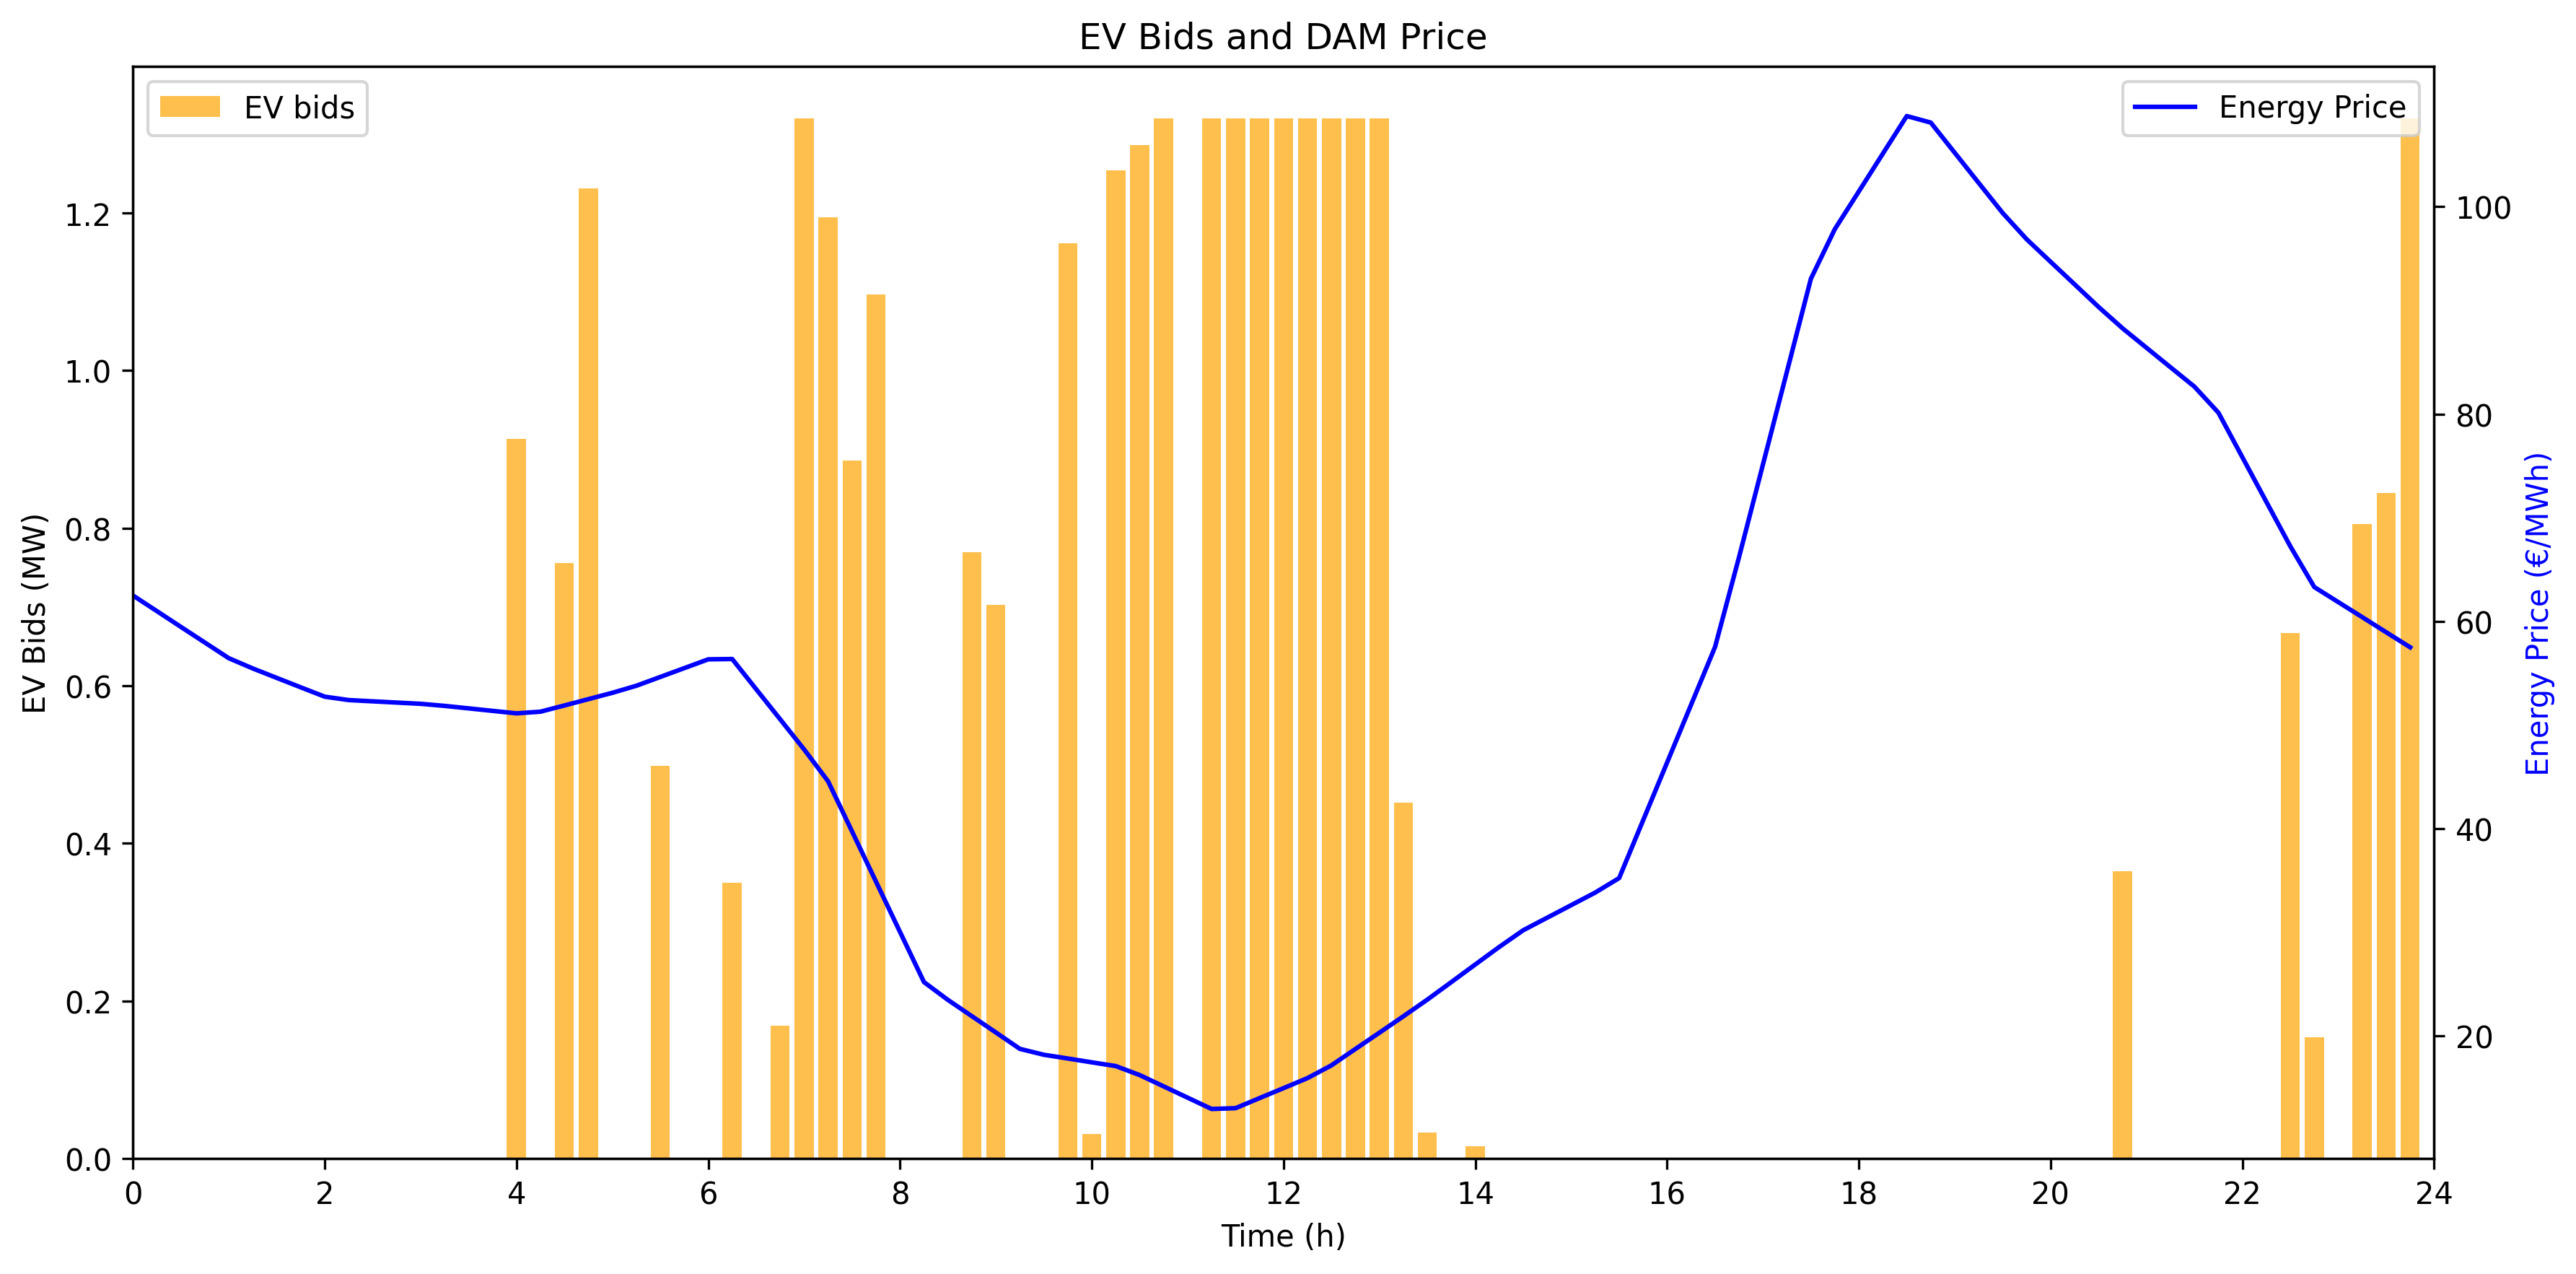 EV Bids and DAM Price
EV bids
Energy Price
EV Bids (MW)
1.2
1.0
0.8
0.6
0.4
0.2
0.0
100
80
60
40
20
Energy Price (€/MWh)
0 2 4 6 8 10 12 14 16 18 20 22 24
Time (h)